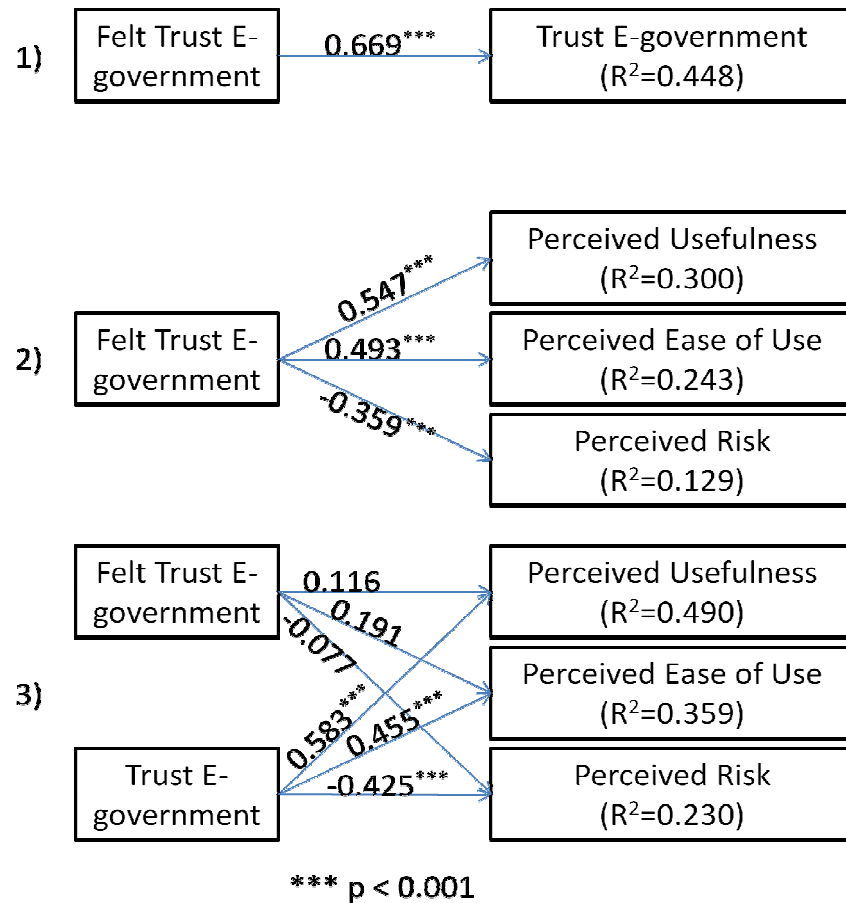 1)
Felt Trust E-
government
0.669***
Trust E-government
(R²=0.448)
2)
Felt Trust E-
government
0.547***
0.493***
-0.359***
Perceived Usefulness
(R²=0.300)
Perceived Ease of Use
(R²=0.243)
Perceived Risk
(R²=0.129)
3)
Felt Trust E-
government
Trust E-
government
0.116
0.191
-0.077
0.583***
0.455***
-0.425***
Perceived Usefulness
(R²=0.490)
Perceived Ease of Use
(R²=0.359)
Perceived Risk
(R²=0.230)
*** p < 0.001